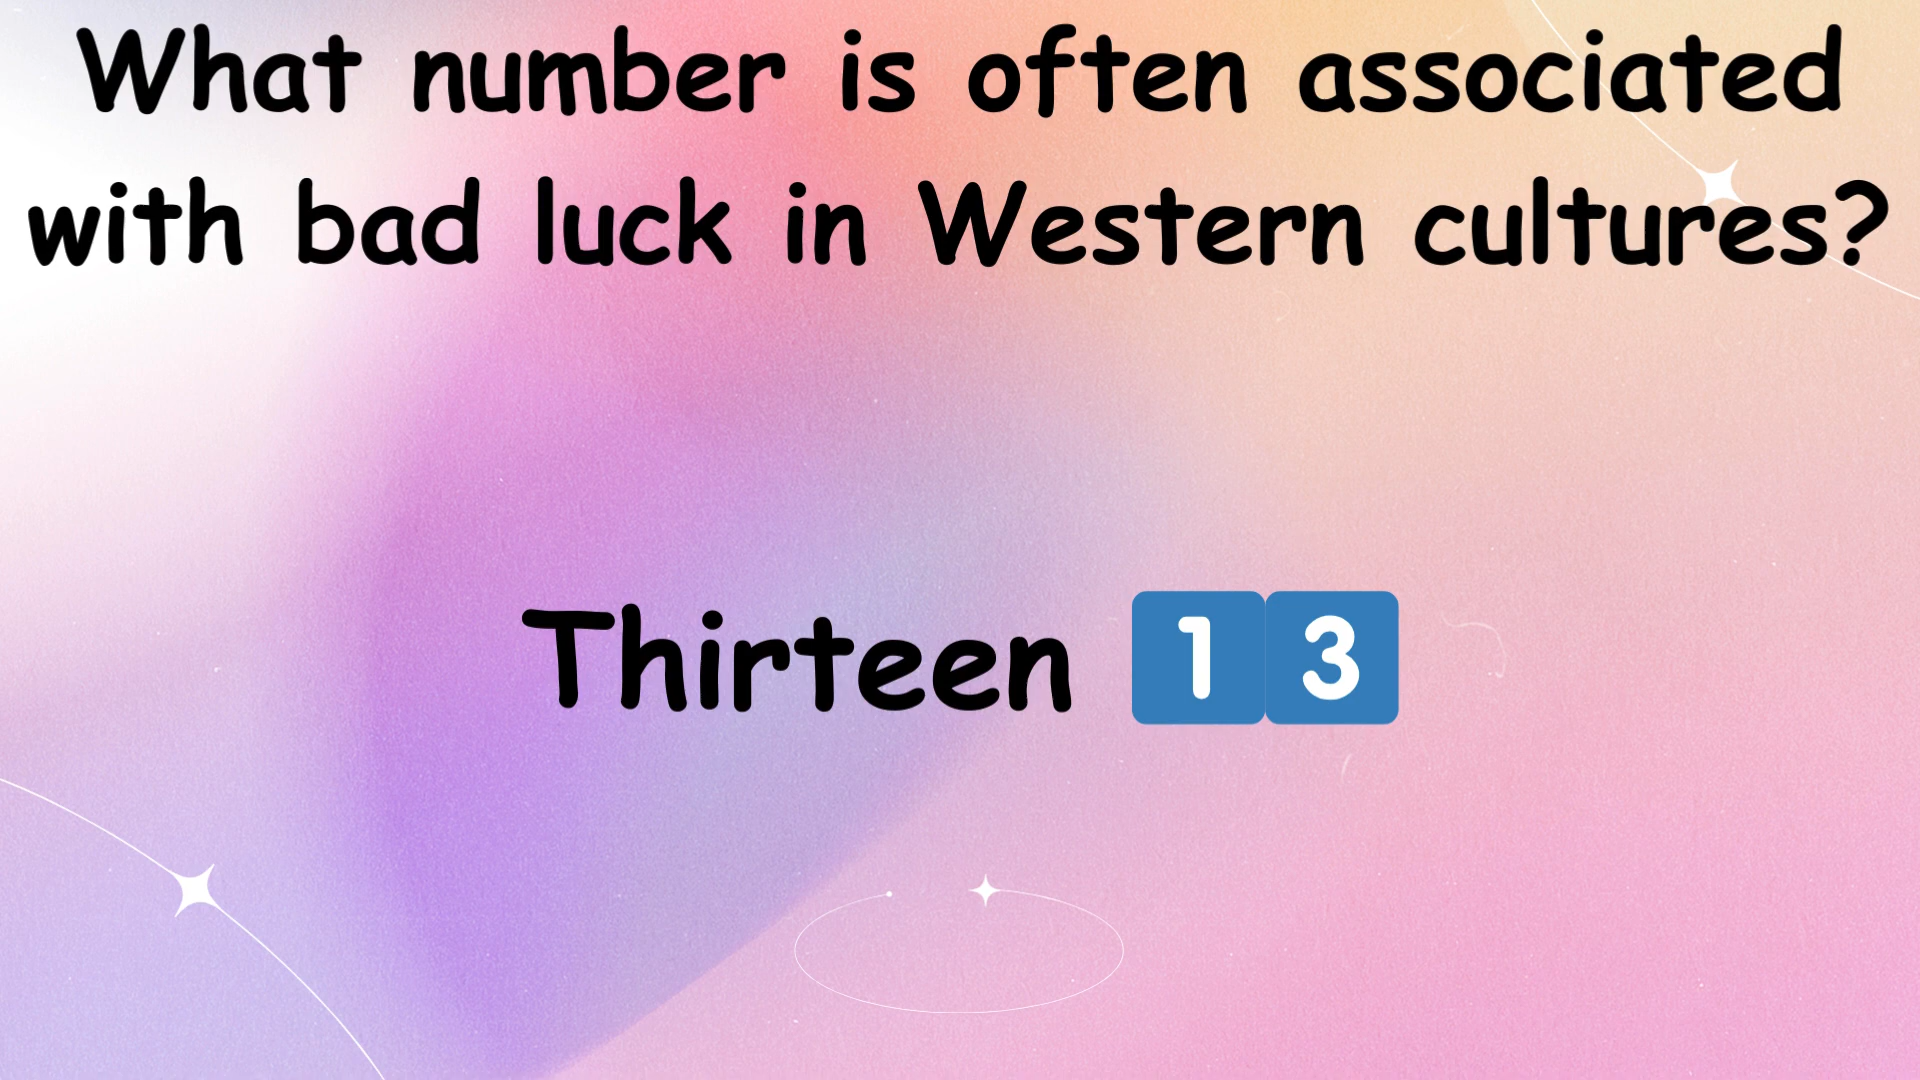 What number is often associated
with bad luck in Western cultures?
Thirteen 1️⃣3️⃣